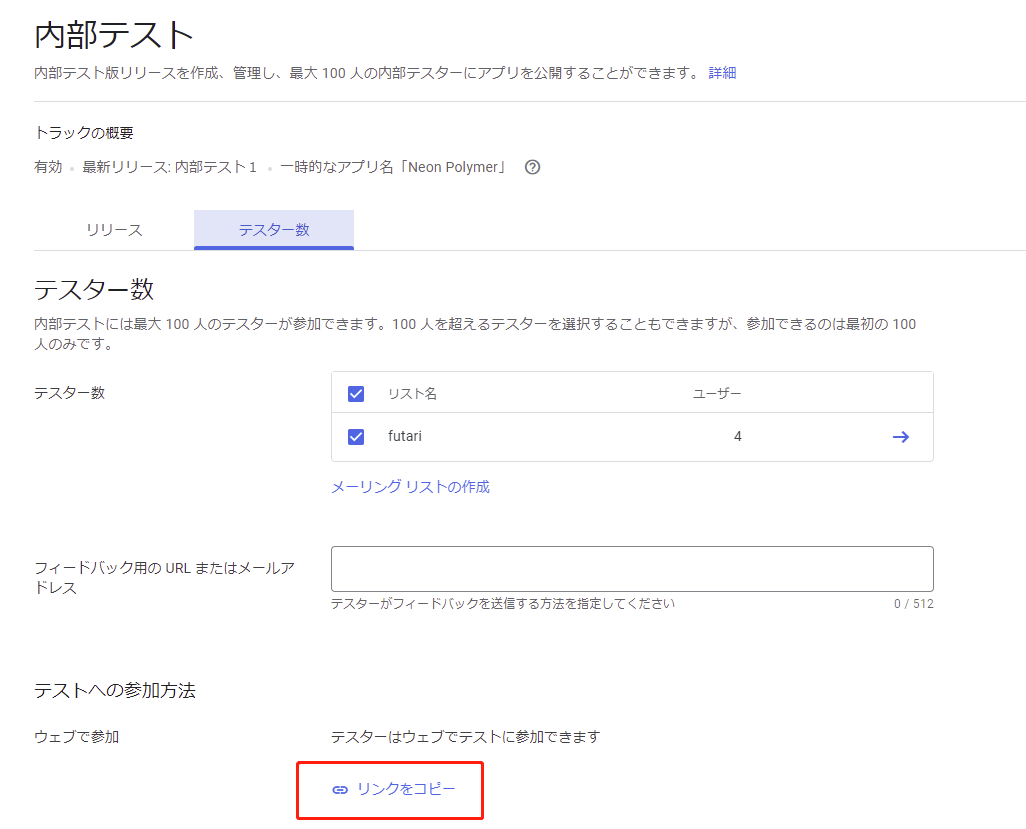 内部テスト
内部テスト版リリースを作成、管理し、最大 100 人の内部テスターにアプリを公開することができます。 詳細
トラックの概要
有効 • 最新リリース: 内部テスト 1 • 一時的なアプリ名「Neon Polymer」 ?
リリース テスター数
テスター数
内部テストには最大 100 人のテスターが参加できます。100 人を超えるテスターを選択することもできますが、参加できるのは最初の 100
人のみです。
テスター数 リスト名 ユーザー
futari 4
メーリング リストの作成
フィードバック用の URL またはメールア
ドレス
テスターがフィードバックを送信する方法を指定してください 0 / 512
テストへの参加方法
ウェブで参加 テスターはウェブでテストに参加できます
リンクをコピー